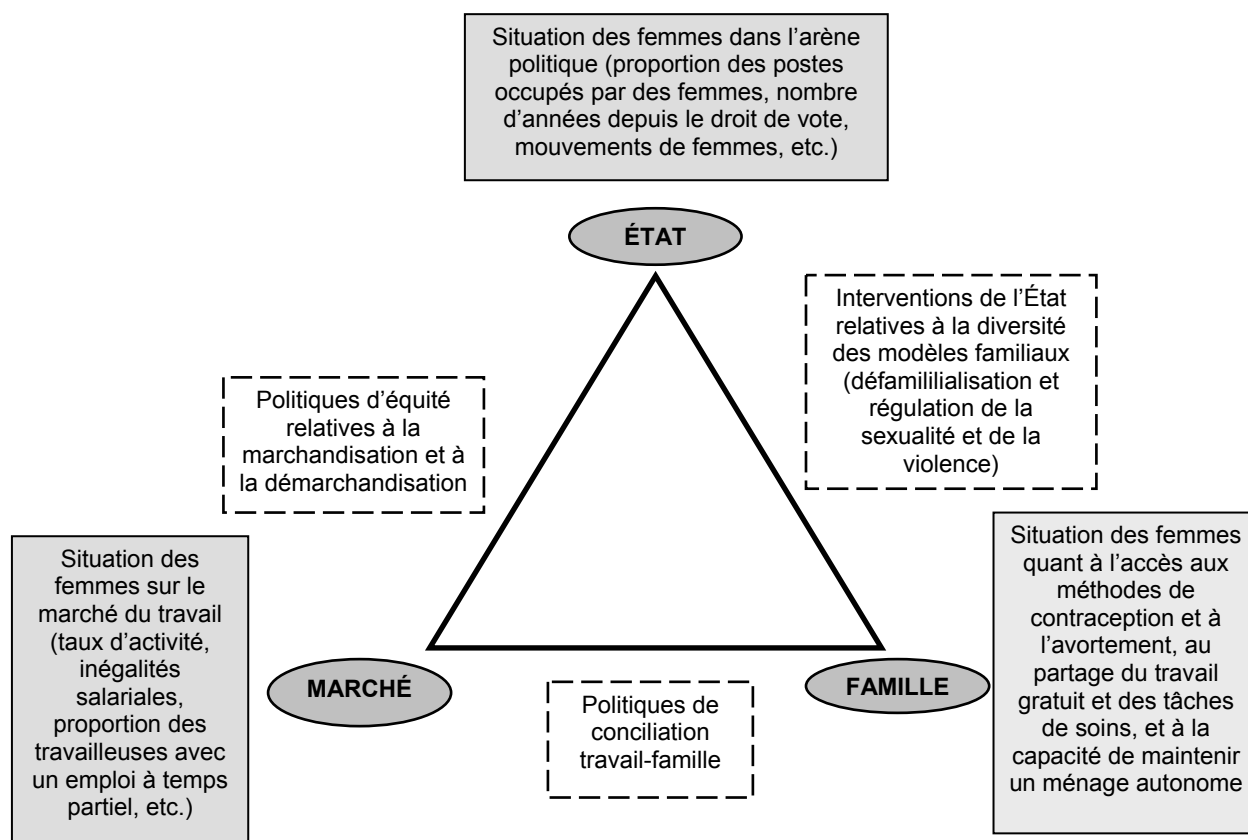 Situation des femmes dans l’arène
politique (proportion des postes
occupés par des femmes, nombre
d’années depuis le droit de vote,
mouvements de femmes, etc.)
ÉTAT
Interventions de l’État
relatives à la diversité
des modèles familiaux
(défamililialisation et
régulation de la
sexualité et de la
violence)
Politiques d’équité
relatives à la
marchandisation et à
la démarchandisation
Situation des
femmes sur le
marché du travail
(taux d’activité,
inégalités
salariales,
proportion des
travailleuses avec
un emploi à temps
partiel, etc.)
MARCHÉ
Politiques de
conciliation
travail-famille
FAMILLE
Situation des femmes
quant à l’accès aux
méthodes de
contraception et à
l’avortement, au
partage du travail
gratuit et des tâches
de soins, et à la
capacité de maintenir
un ménage autonome